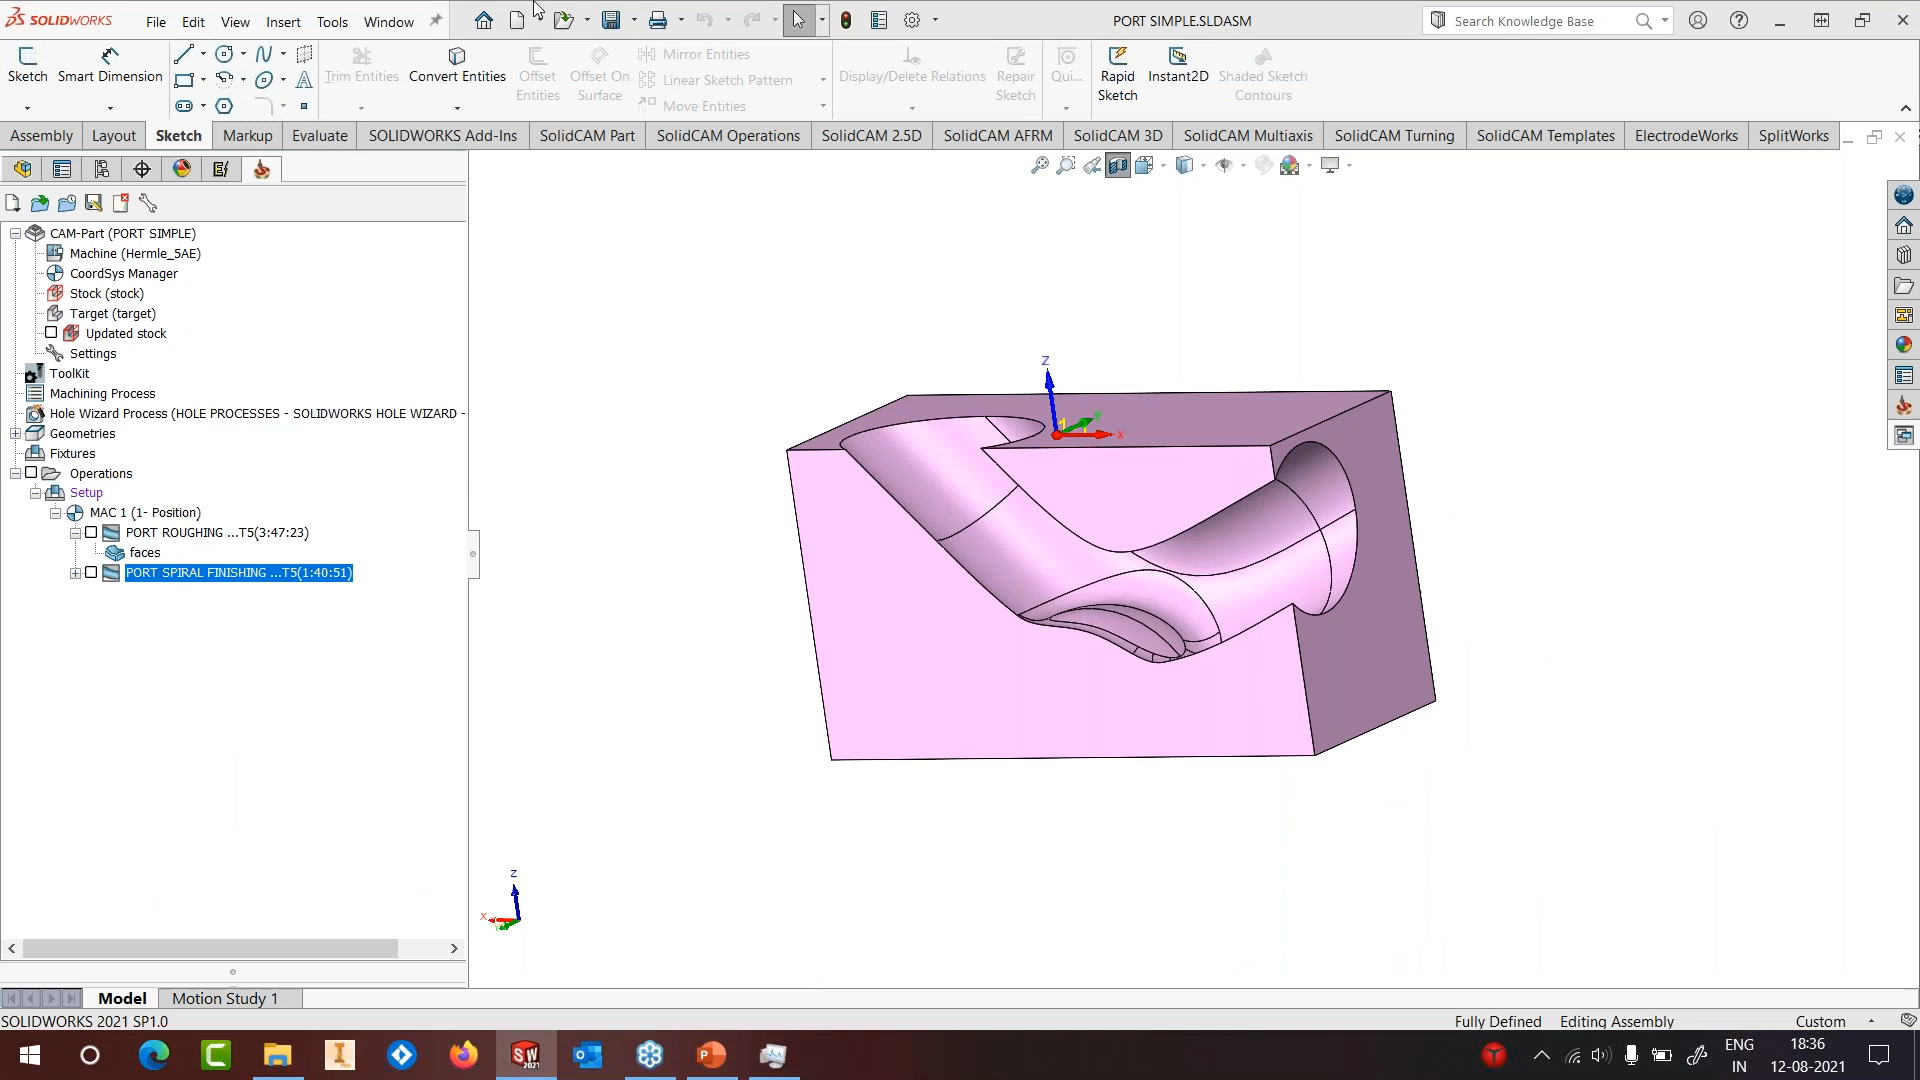 SOLIDWORKS File Edit View Insert Tools Window PORT SIMPLE.SLDASM Search Knowledge Base
Sketch Smart Dimension Trim Entities Convert Entities Offset Entities Offset On Surface Mirror Entities Linear Sketch Pattern Move Entities Display/Delete Relations Repair Sketch Qui... Rapid Sketch Instant2D Shaded Sketch Contours
Assembly Layout Sketch Markup Evaluate SOLIDWORKS Add-Ins SolidCAM Part SolidCAM Operations SolidCAM 2.5D SolidCAM AFRM SolidCAM 3D SolidCAM Multiaxis SolidCAM Turning SolidCAM Templates ElectrodeWorks SplitWorks
CAM-Part (PORT SIMPLE)
Machine (Hermle_5AE)
CoordSys Manager
Stock (stock)
Target (target)
Updated stock
Settings
ToolKit
Machining Process
Hole Wizard Process (HOLE PROCESSES - SOLIDWORKS HOLE WIZARD -
Geometries
Fixtures
Operations
Setup
MAC 1 (1- Position)
PORT ROUGHING ...T5(3:47:23)
faces
PORT SPIRAL FINISHING ...T5(1:40:51)
Z
X
Z
X
Model Motion Study 1
SOLIDWORKS 2021 SP1.0 Fully Defined Editing Assembly Custom
ENG 18:36
IN 12-08-2021